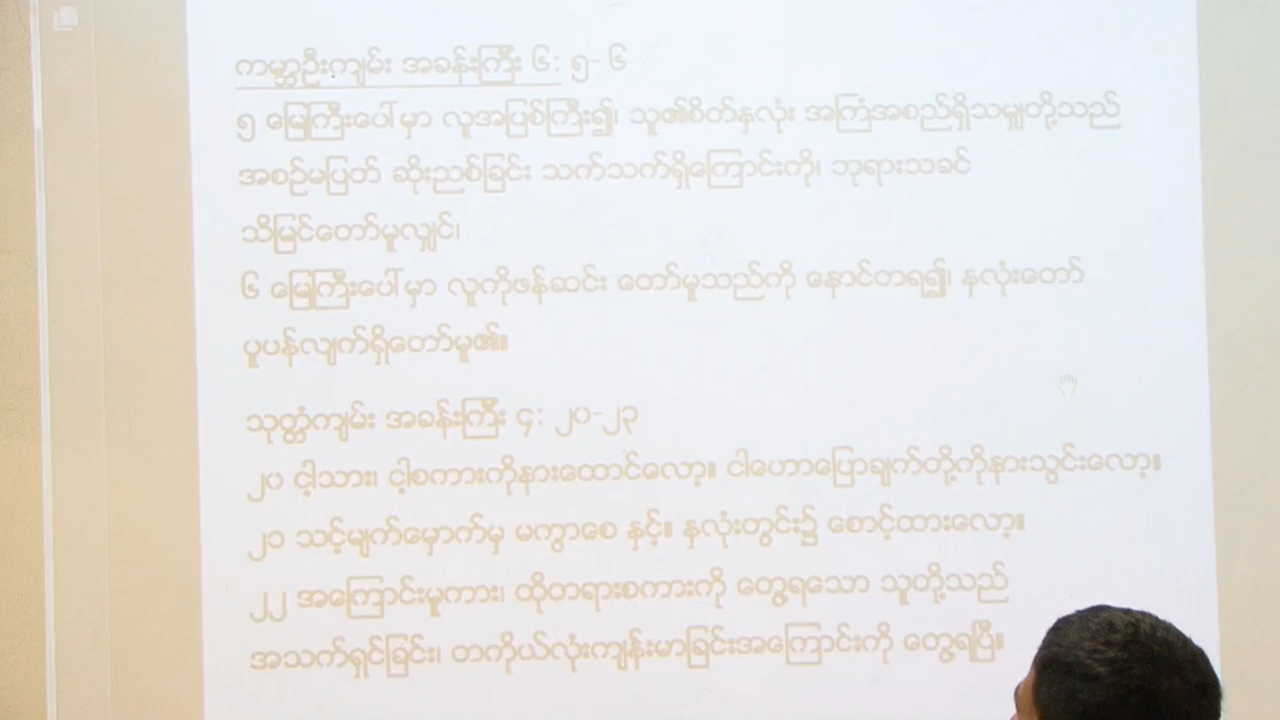 ကမ္ဘာဦးကျမ်း အခန်းကြီး ၆: ၅-၆
၅ မြေကြီးပေါ်မှာ လူအပြစ်ကြီး၍၊ သူ၏စိတ်နှလုံး အကြံအစည်ရှိသမျှတို့သည်
အစဉ်မပြတ် ဆိုးညစ်ခြင်း သက်သက်ရှိကြောင်းကို၊ ဘုရားသခင်
သိမြင်တော်မူလျှင်၊
၆ မြေကြီးပေါ်မှာ လူကိုဖန်ဆင်း တော်မူသည်ကို နောင်တရ၍၊ နှလုံးတော်
ပူပန်လျက်ရှိတော်မူ၏။
သုတ္တံကျမ်း အခန်းကြီး ၄: ၂၀-၂၃
၂၀ ငါ့သား၊ ငါ့စကားကိုနားထောင်လော့။ ငါဟောပြောချက်တို့ကိုနားသွင်းလော့။
၂၁ သင့်မျက်မှောက်မှ မကွာစေ နှင့်။ နှလုံးတွင်း၌ စောင့်ထားလော့။
၂၂ အကြောင်းမူကား၊ ထိုတရားစကားကို တွေ့ရသော သူတို့သည်
အသက်ရှင်ခြင်း၊ တကိုယ်လုံးကျန်းမာခြင်းအကြောင်းကို တွေ့ရပြီ။